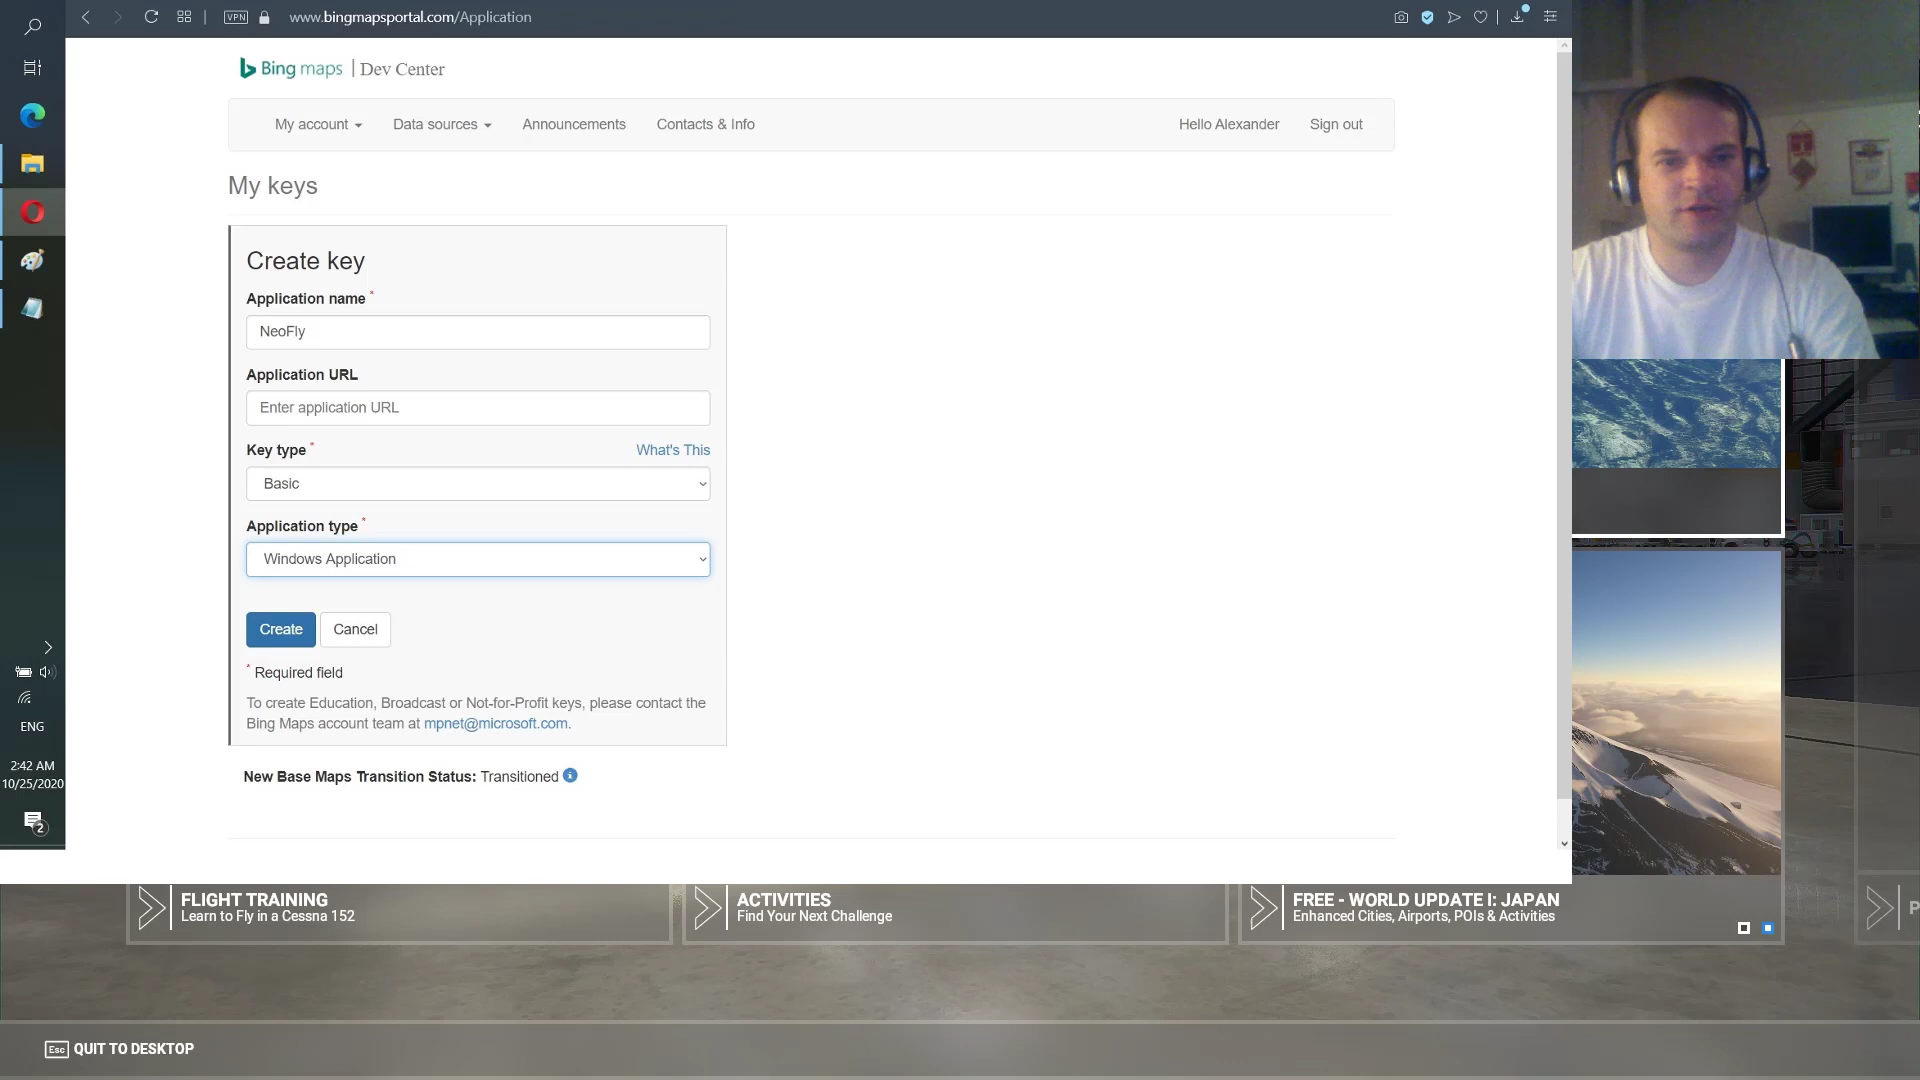 VPN
www.bingmapsportal.com/Application
Bing maps | Dev Center
My account
Data sources
Announcements
Contacts & Info
Hello Alexander
Sign out
My keys
Create key
Application name *
NeoFly
Application URL
Enter application URL
Key type *
What's This
Basic
Application type *
Windows Application
Create
Cancel
* Required field
To create Education, Broadcast or Not-for-Profit keys, please contact the
Bing Maps account team at mpnet@microsoft.com.
New Base Maps Transition Status: Transitioned
ENG
2:42 AM
10/25/2020
2
FLIGHT TRAINING
Learn to Fly in a Cessna 152
ACTIVITIES
Find Your Next Challenge
FREE - WORLD UPDATE I: JAPAN
Enhanced Cities, Airports, POIs & Activities
P
Esc QUIT TO DESKTOP